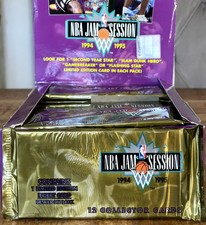 NBA JAM SESSION
1994 1995
LOOK FOR 1 "SECOND YEAR STAR", "SLAM DUNK HERO",
"GAMEBREAKER" OR "FLASHING STAR"
LIMITED EDITION CARD IN EACH PACK!
NBA JAM SESSION
1994 1995
12 COLLECTOR CARDS